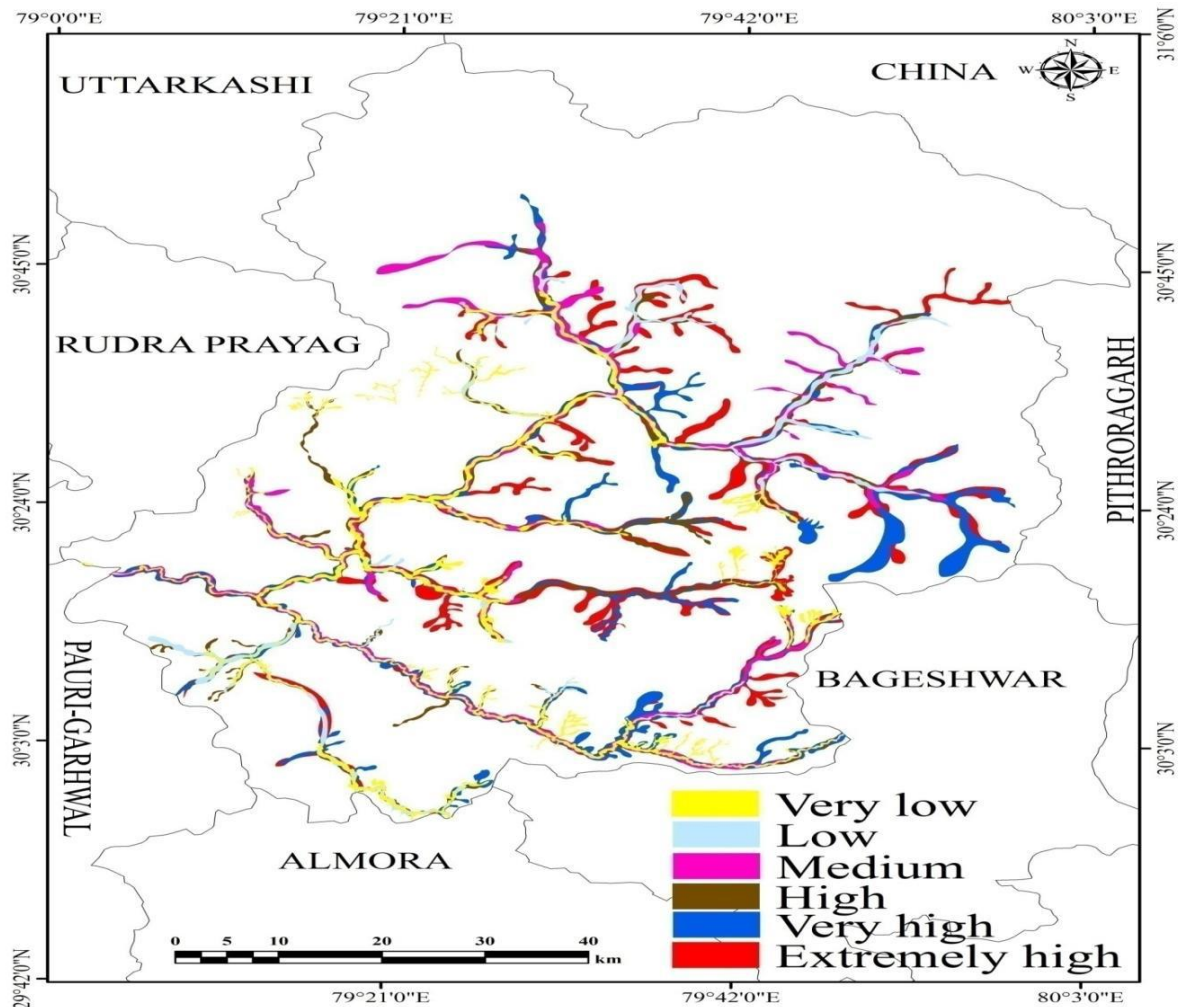 79°0'0"E 79°21'0"E 79°42'0"E 80°3'0"E
31°6'0"N
N
W E
S
UTTARKASHI
CHINA
30°45'0"N
30°45'0"N
RUDRA PRAYAG
PITHRORAGARH
30°24'0"N
30°24'0"N
PAURI-GARHWAL
BAGESHWAR
30°3'0"N
30°3'0"N
ALMORA
Very low
Low
Medium
High
Very high
Extremely high
0 5 10 20 30 40
km
29°42'0"N
29°42'0"N
79°21'0"E 79°42'0"E 80°3'0"E